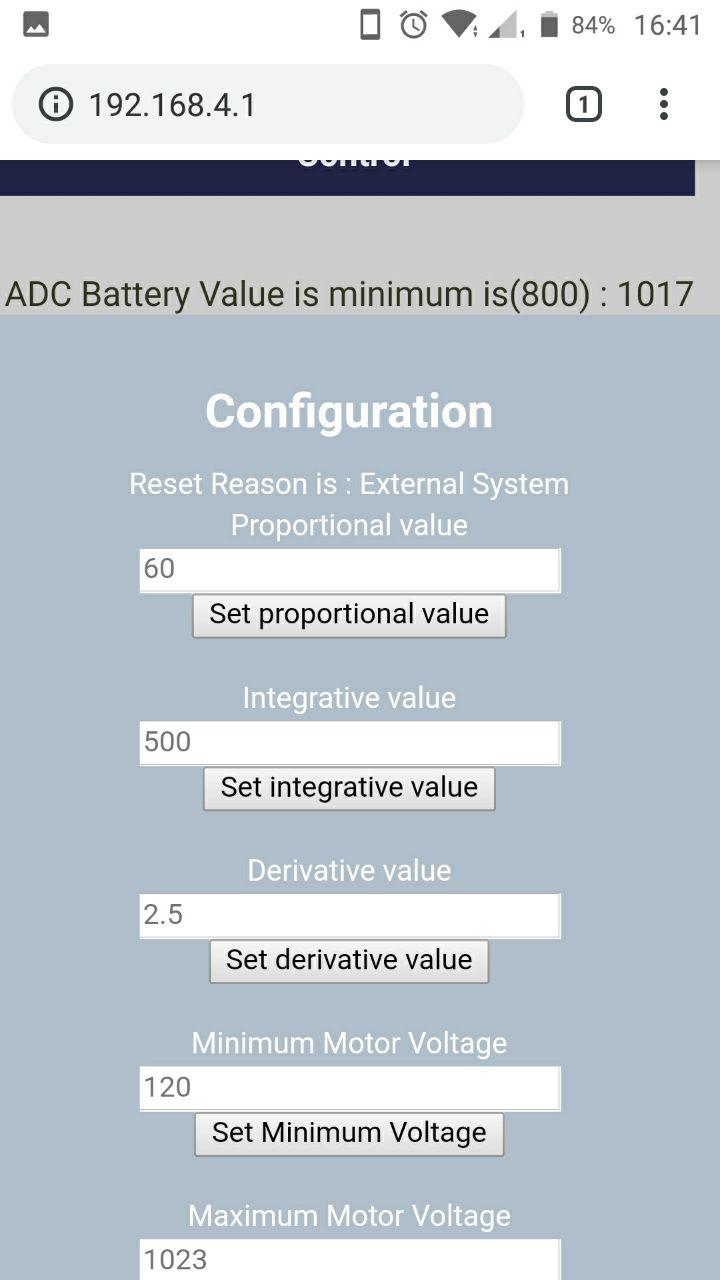 84% 16:41
192.168.4.1
1
Control
ADC Battery Value is minimum is(800) : 1017
Configuration
Reset Reason is : External System
Proportional value
60
Set proportional value
Integrative value
500
Set integrative value
Derivative value
2.5
Set derivative value
Minimum Motor Voltage
120
Set Minimum Voltage
Maximum Motor Voltage
1023